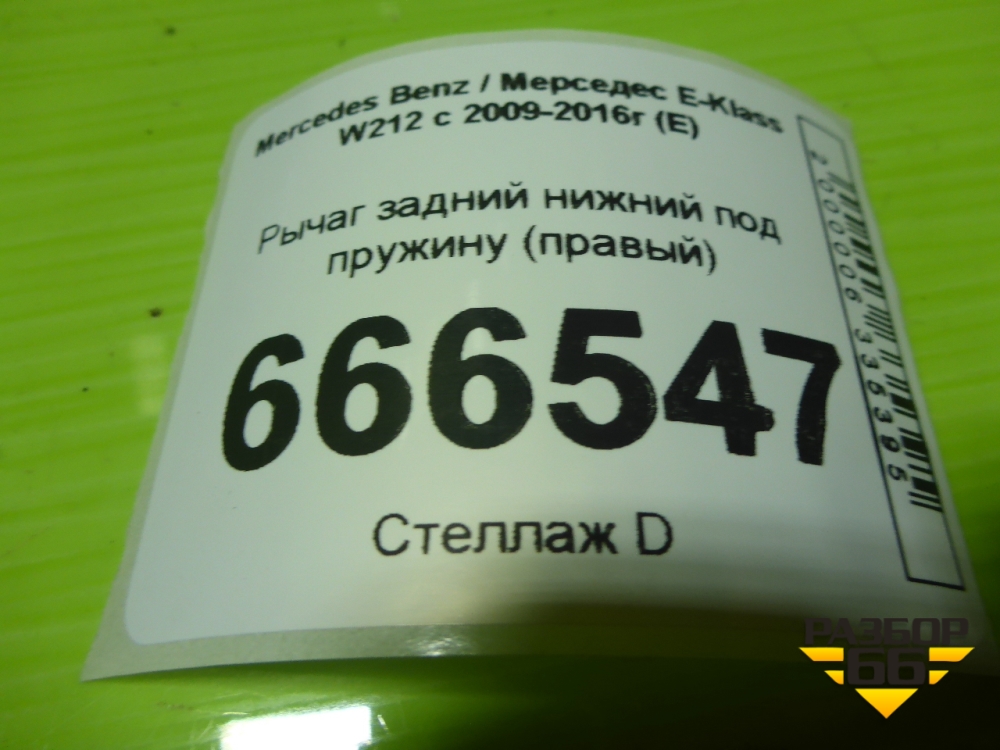 Mercedes Benz / Мерседес E-Klass
W212 с 2009-2016г (E)
Рычаг задний нижний под
пружину (правый)
666547
Стеллаж D
2000006335395
РАЗБОР
66